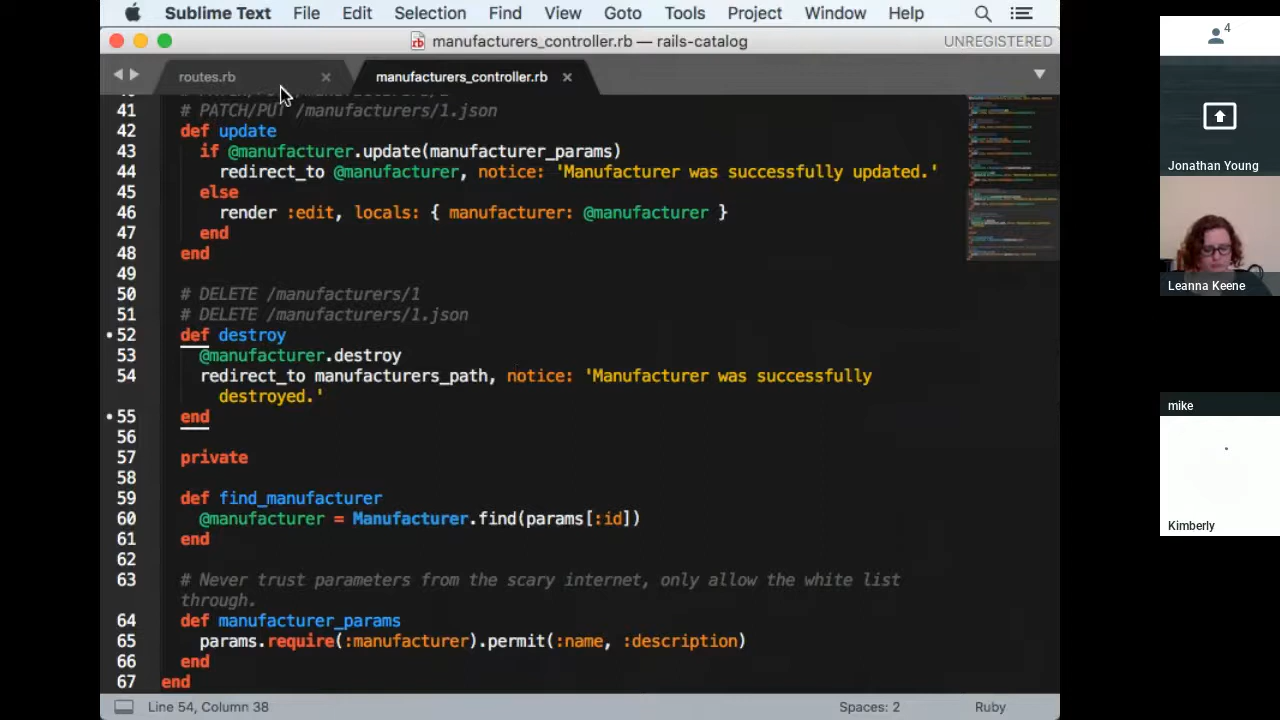 Sublime Text File Edit View Selection Find View Goto Tools Project Window Help
manufacturers_controller.rb — rails-catalog UNREGISTERED
routes.rb × manufacturers_controller.rb ×
41 # PATCH/PUT /manufacturers/1.json
42 def update
43 if @manufacturer.update(manufacturer_params)
44 redirect_to @manufacturer, notice: 'Manufacturer was successfully updated.'
45 else
46 render :edit, locals: { manufacturer: @manufacturer }
47 end
48 end
49
50 # DELETE /manufacturers/1
51 # DELETE /manufacturers/1.json
52 def destroy
53 @manufacturer.destroy
54 redirect_to manufacturers_path, notice: 'Manufacturer was successfully
destroyed.'
55 end
56
57 private
58
59 def find_manufacturer
60 @manufacturer = Manufacturer.find(params[:id])
61 end
62
63 # Never trust parameters from the scary internet, only allow the white list
through.
64 def manufacturer_params
65 params.require(:manufacturer).permit(:name, :description)
66 end
67 end
Line 54, Column 38 Spaces: 2 Ruby
4
Jonathan Young
Leanna Keene
mike
Kimberly